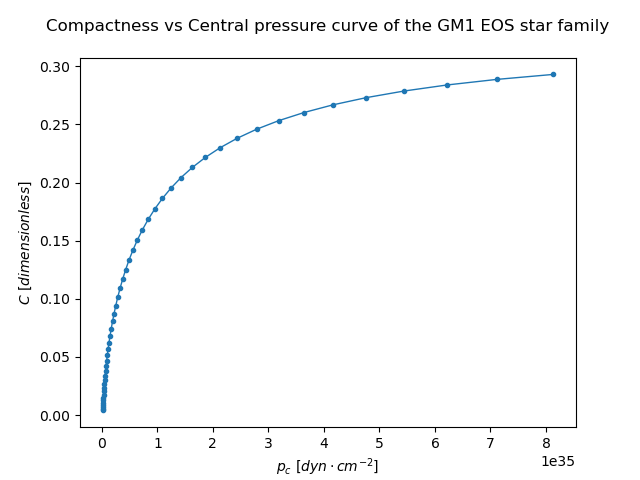 Compactness vs Central pressure curve of the GM1 EOS star family
0.30
0.25
0.20
0.15
0.10
0.05
0.00
C [dimensionless]
0 1 2 3 4 5 6 7 8
1e35
p_c [dyn · cm^{-2}]